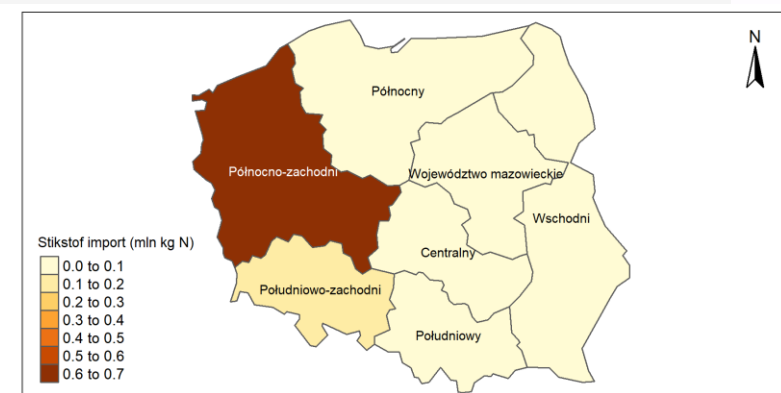 N
Północny
Północno-zachodni
Województwo mazowieckie
Wschodni
Centralny
Południowo-zachodni
Południowy
Stikstof import (mln kg N)
0.0 to 0.1
0.1 to 0.2
0.2 to 0.3
0.3 to 0.4
0.4 to 0.5
0.5 to 0.6
0.6 to 0.7